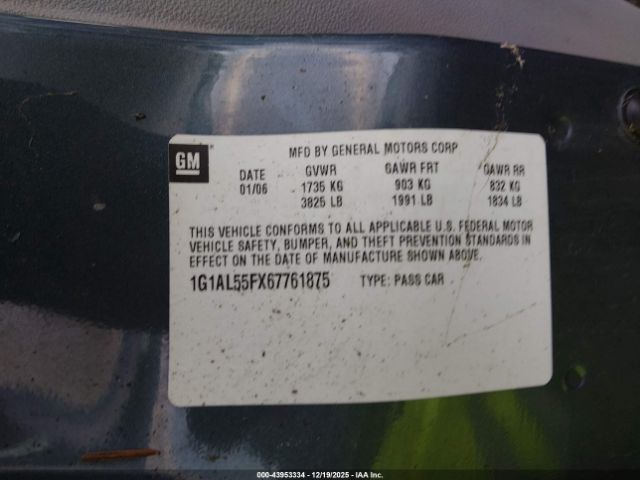 GM
MFD BY GENERAL MOTORS CORP
DATE GVWR GAWR FRT GAWR RR
01/06 1735 KG 903 KG 832 KG
3825 LB 1991 LB 1834 LB
THIS VEHICLE CONFORMS TO ALL APPLICABLE U.S. FEDERAL MOTOR
VEHICLE SAFETY, BUMPER, AND THEFT PREVENTION STANDARDS IN
EFFECT ON THE DATE OF MANUFACTURE SHOWN ABOVE.
1G1AL55FX67761875 TYPE: PASS CAR
000-43953334 • 12/19/2025 • IAA Inc.